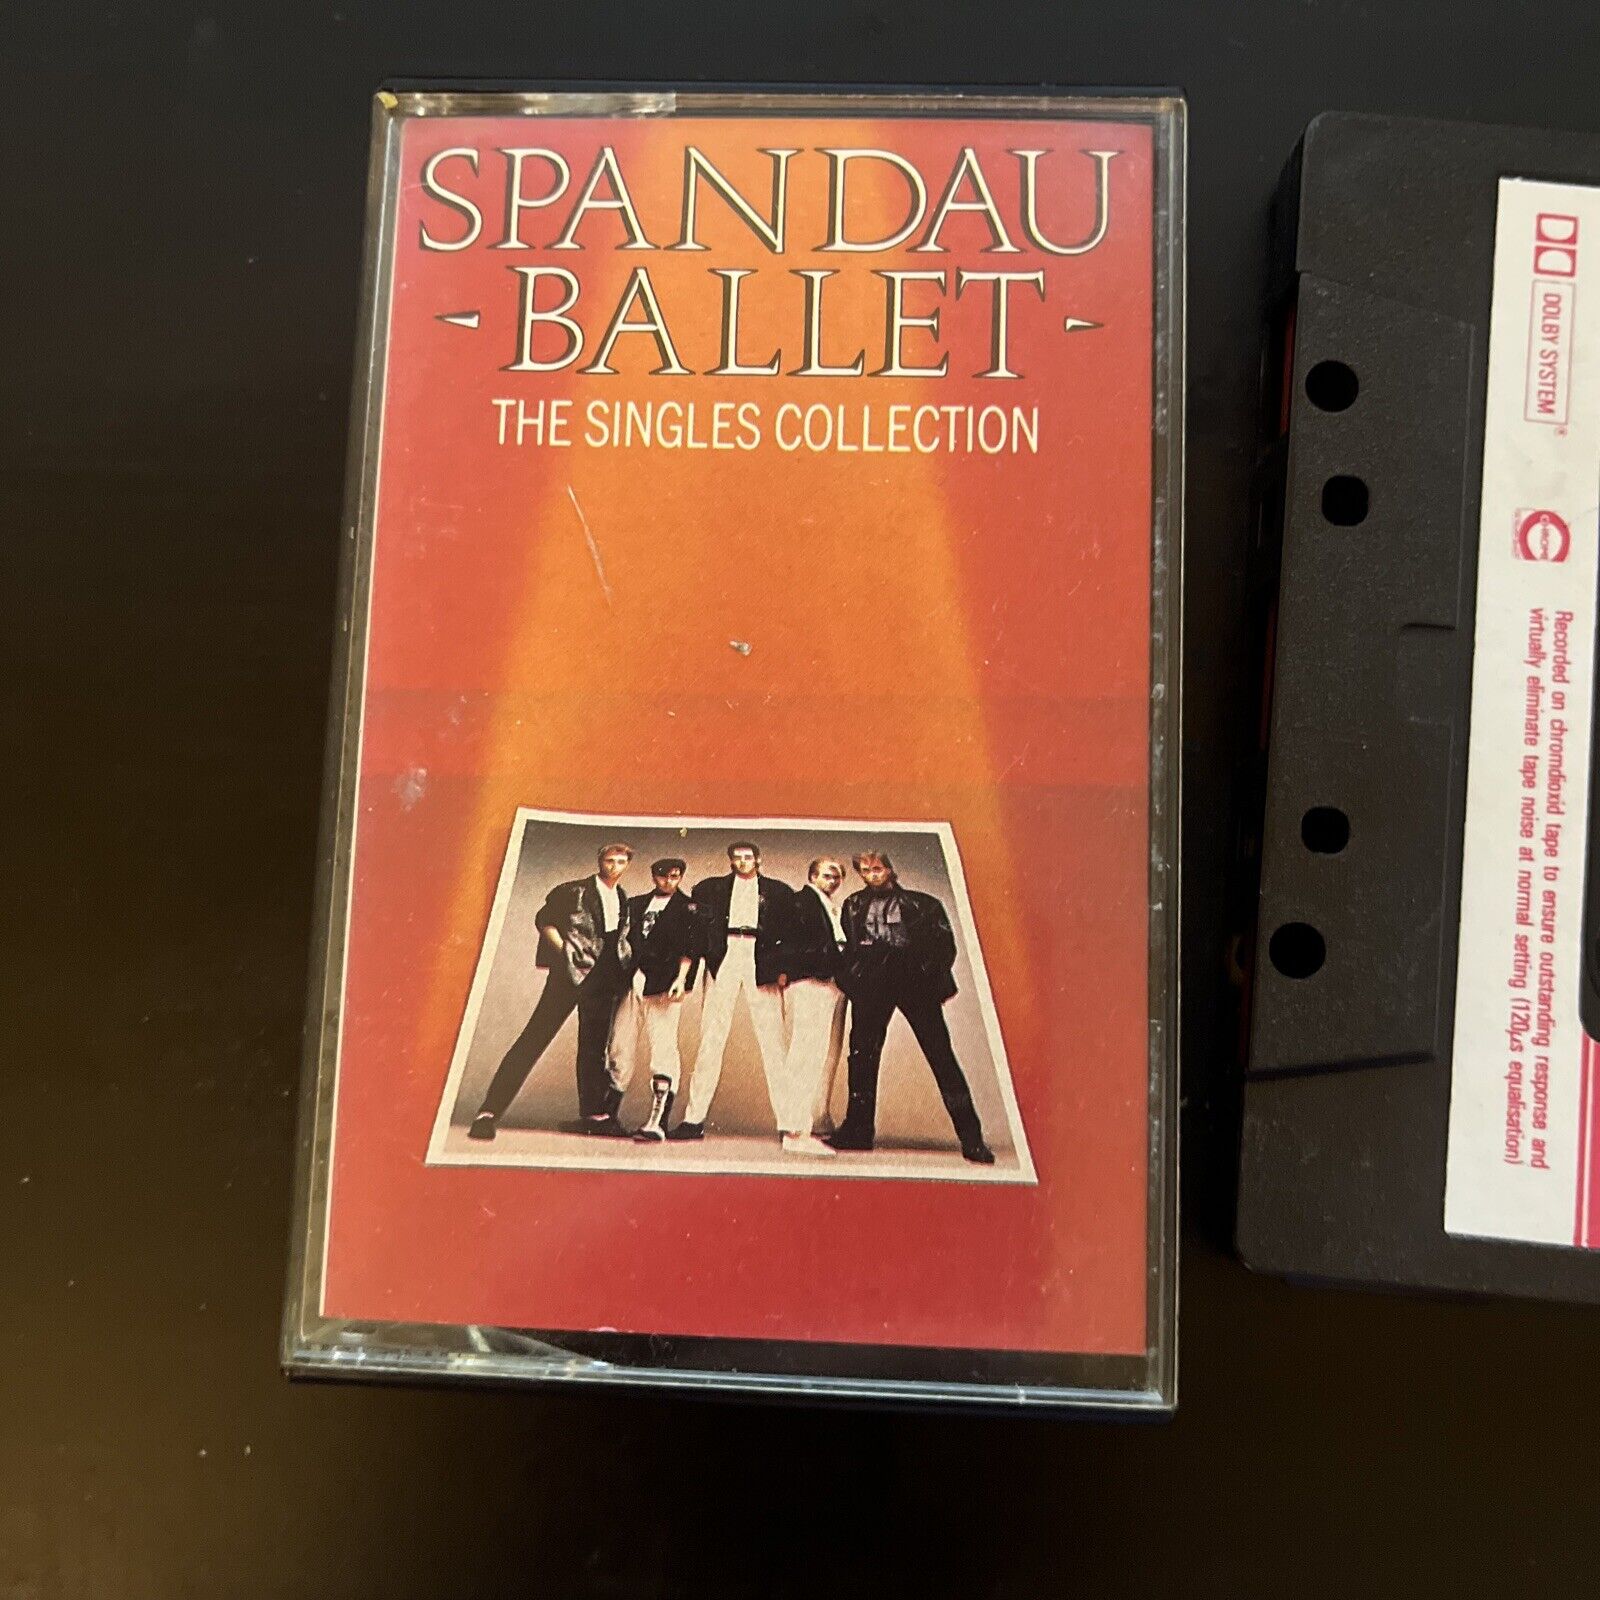 SPANDAU
- BALLET -
THE SINGLES COLLECTION
DOLBY SYSTEM®
CHROME
Recorded on chromdioxid tape to ensure outstanding response and
virtually eliminate tape noise at normal setting (120μs equalisation)